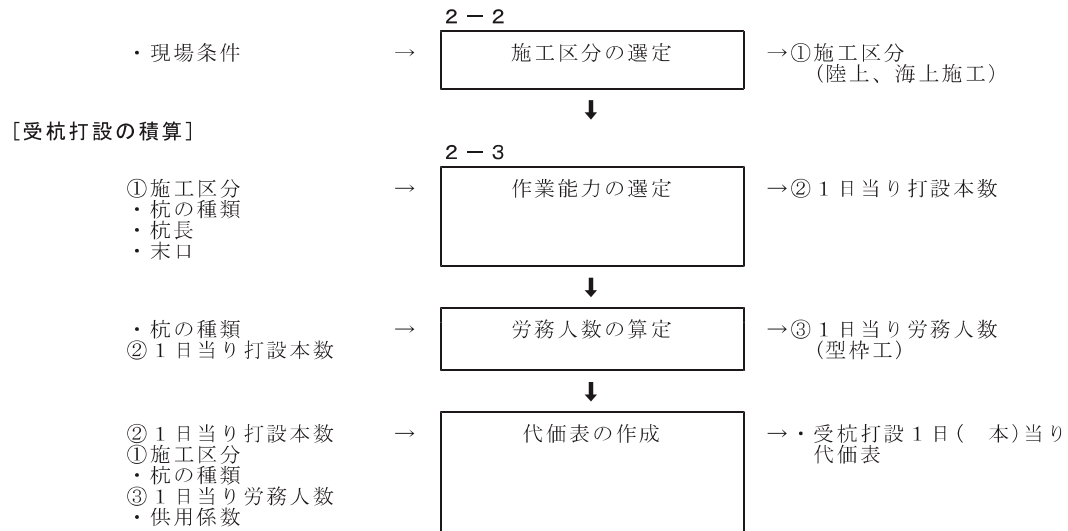 ２－２
・現場条件 → 施工区分の選定 →①施工区分
(陸上、海上施工)
⬇
[受杭打設の積算]
２－３
①施工区分 → 作業能力の選定 →②１日当り打設本数
・杭の種類
・杭長
・末口
⬇
・杭の種類 → 労務人数の算定 →③１日当り労務人数
②１日当り打設本数 (型枠工)
⬇
②１日当り打設本数 → 代価表の作成 →・受杭打設１日(　本)当り
①施工区分 代価表
・杭の種類
③１日当り労務人数
・供用係数